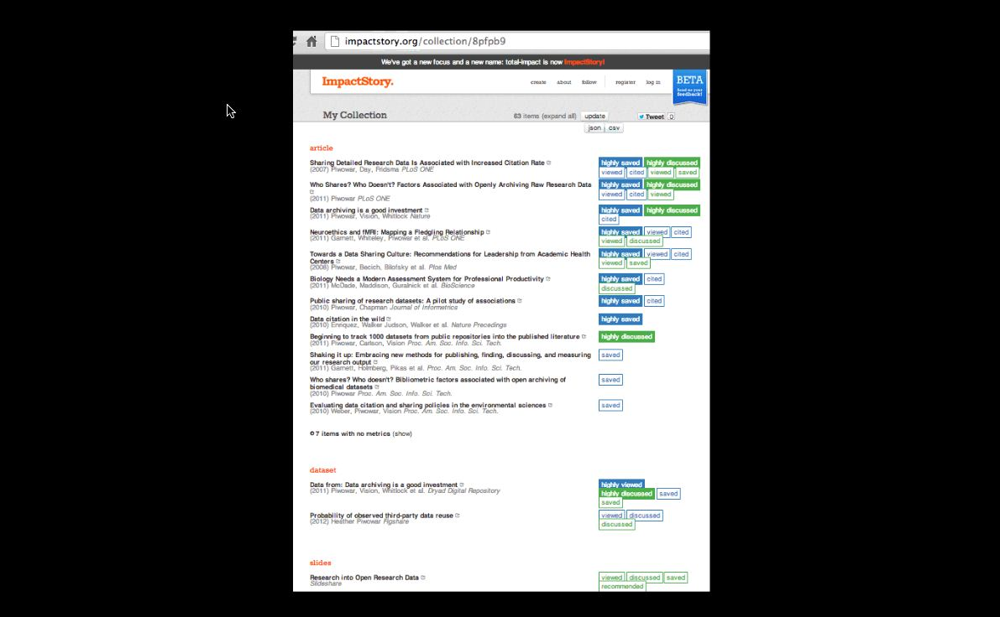 impactstory.org/collection/8pfpb9
We've got a new focus and a new name: total-impact is now ImpactStory!
ImpactStory.
create about follow register log in
BETA
Send us your
feedback!
My Collection
63 items (expand all) update
Tweet 0
json csv
article
Sharing Detailed Research Data Is Associated with Increased Citation Rate
(2007) Piwowar, Day, Fridsma PLoS ONE
highly saved highly discussed
viewed cited viewed saved
Who Shares? Who Doesn't? Factors Associated with Openly Archiving Raw Research Data
(2011) Piwowar PLoS ONE
highly saved highly discussed
viewed cited viewed
Data archiving is a good investment
(2011) Piwowar, Vision, Whitlock Nature
highly saved highly discussed
cited
Neuroethics and fMRI: Mapping a Fledgling Relationship
(2011) Garnett, Whiteley, Piwowar et al. PLoS ONE
highly saved viewed cited
viewed discussed
Towards a Data Sharing Culture: Recommendations for Leadership from Academic Health
Centers
(2008) Piwowar, Becich, Bilofsky et al. Plos Med
highly saved viewed cited
viewed saved
Biology Needs a Modern Assessment System for Professional Productivity
(2011) McDade, Maddison, Guralnick et al. BioScience
highly saved cited
discussed
Public sharing of research datasets: A pilot study of associations
(2010) Piwowar, Chapman Journal of Informetrics
highly saved cited
Data citation in the wild
(2010) Enriquez, Walker Judson, Walker et al. Nature Precedings
highly saved
Beginning to track 1000 datasets from public repositories into the published literature
(2011) Piwowar, Carlson, Vision Proc. Am. Soc. Info. Sci. Tech.
highly discussed
Shaking it up: Embracing new methods for publishing, finding, discussing, and measuring
our research output
(2011) Garnett, Holmberg, Pikas et al. Proc. Am. Soc. Info. Sci. Tech.
saved
Who shares? Who doesn't? Bibliometric factors associated with open archiving of
biomedical datasets
(2010) Piwowar Proc. Am. Soc. Info. Sci. Tech.
saved
Evaluating data citation and sharing policies in the environmental sciences
(2010) Weber, Piwowar, Vision Proc. Am. Soc. Info. Sci. Tech.
saved
7 items with no metrics (show)
dataset
Data from: Data archiving is a good investment
(2011) Piwowar, Vision, Whitlock et al. Dryad Digital Repository
highly viewed
highly discussed saved
saved
Probability of observed third-party data reuse
(2012) Heather Piwowar Figshare
viewed discussed
discussed
slides
Research into Open Research Data
Slideshare
viewed discussed saved
recommended